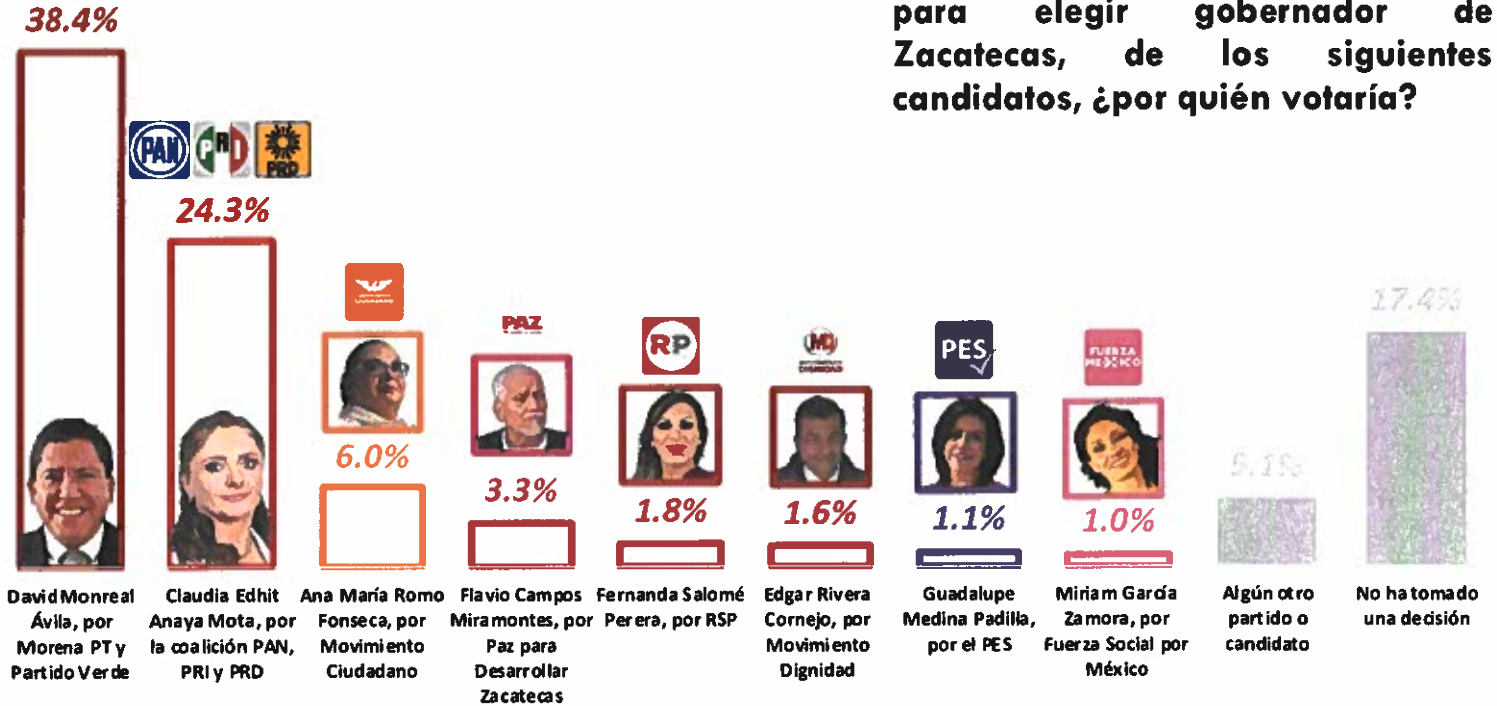 38.4%
para elegir gobernador de
Zacatecas, de los siguientes
candidatos, ¿por quién votaría?
PAN PRI PRD
24.3%
PAZ
RP
DIGNIDAD
PES
FUERZA
MÉXICO
17.4%
6.0%
3.3%
1.8%
1.6%
1.1%
1.0%
5.1%
David Monreal
Ávila, por
Morena PT y
Partido Verde
Claudia Edhit
Anaya Mota, por
la coalición PAN,
PRI y PRD
Ana María Romo
Fonseca, por
Movimiento
Ciudadano
Flavio Campos
Miramontes, por
Paz para
Desarrollar
Zacatecas
Fernanda Salomé
Perera, por RSP
Edgar Rivera
Cornejo, por
Movimiento
Dignidad
Guadalupe
Medina Padilla,
por el PES
Miriam García
Zamora, por
Fuerza Social por
México
Algún otro
partido o
candidato
No ha tomado
una decisión